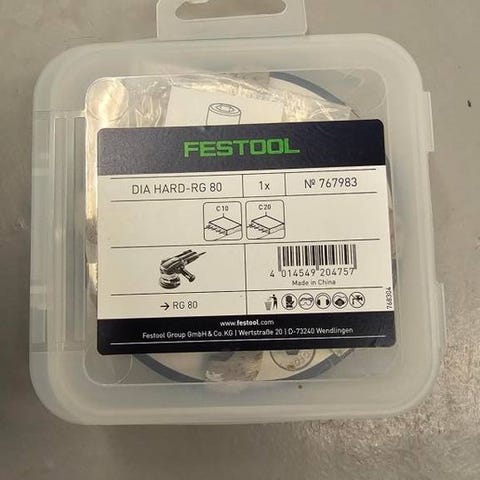 FESTOOL
DIA HARD-RG 80 1x Nº 767983
C10 C20
4 014549 204757
Made in China
→ RG 80
768304
www.festool.com
Festool Group GmbH & Co. KG | Wertstraße 20 | D-73240 Wendlingen